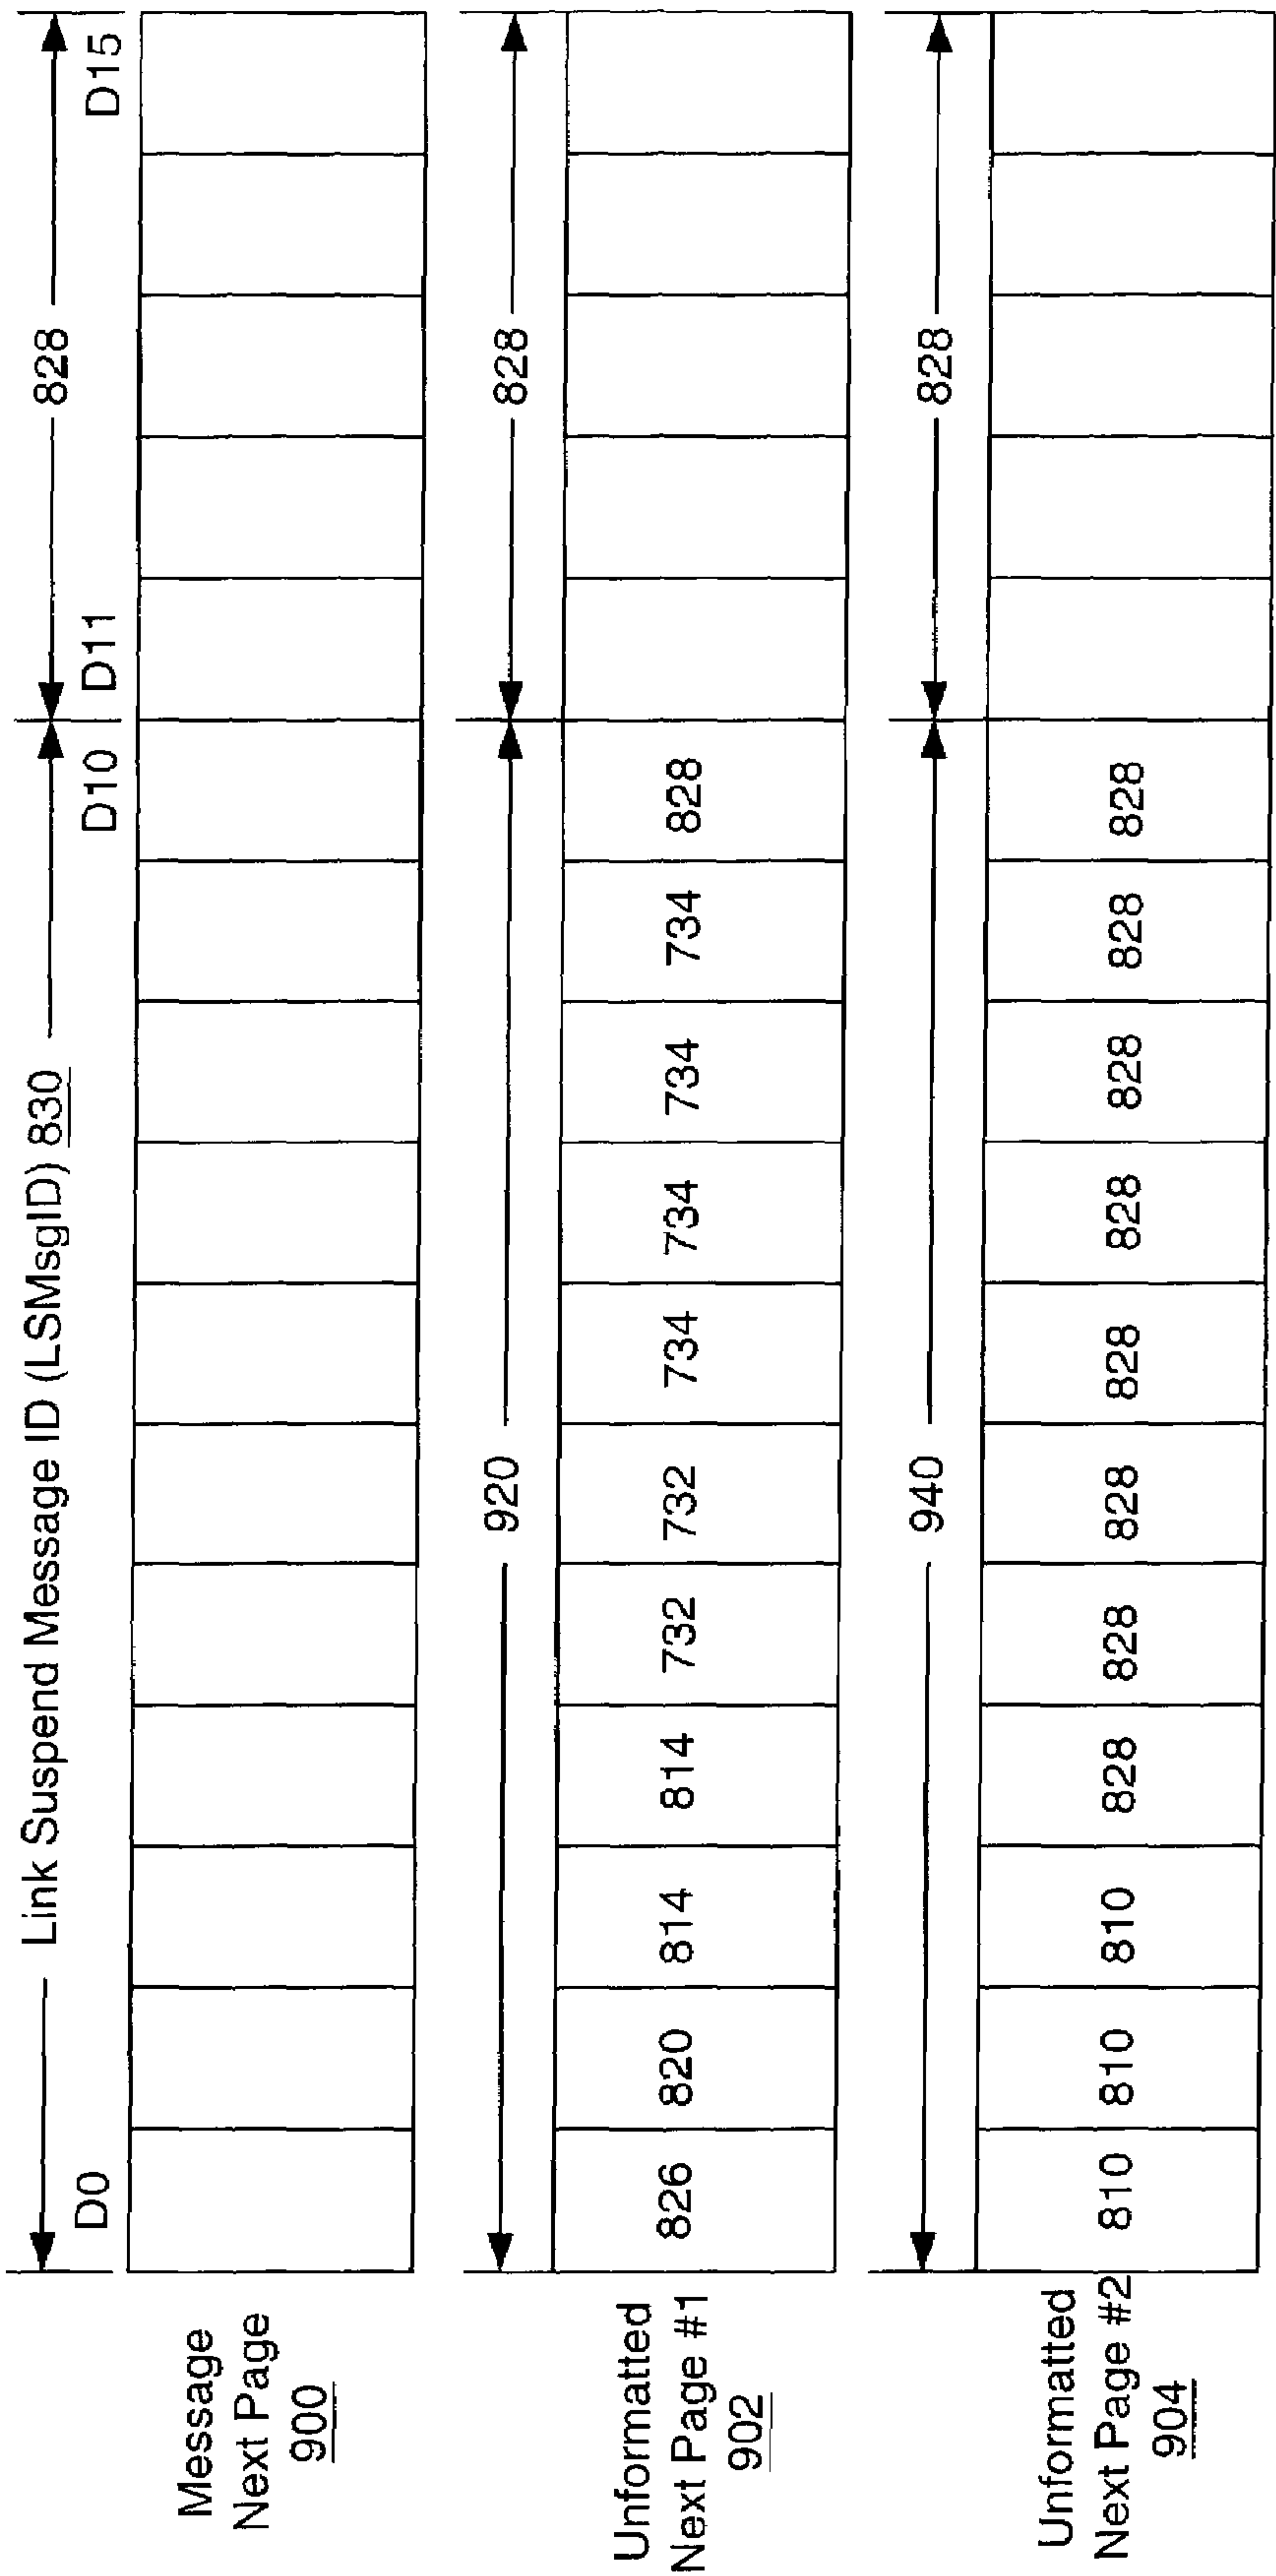 Link Suspend Message ID (LSMsgID) 830
828
D0
D10
D11
D15
Message
Next Page
900
920
828
Unformatted
Next Page #1
902
826 820 814 814 732 732 734 734 734 734 828
940
828
Unformatted
Next Page #2
904
810 810 810 828 828 828 828 828 828 828 828